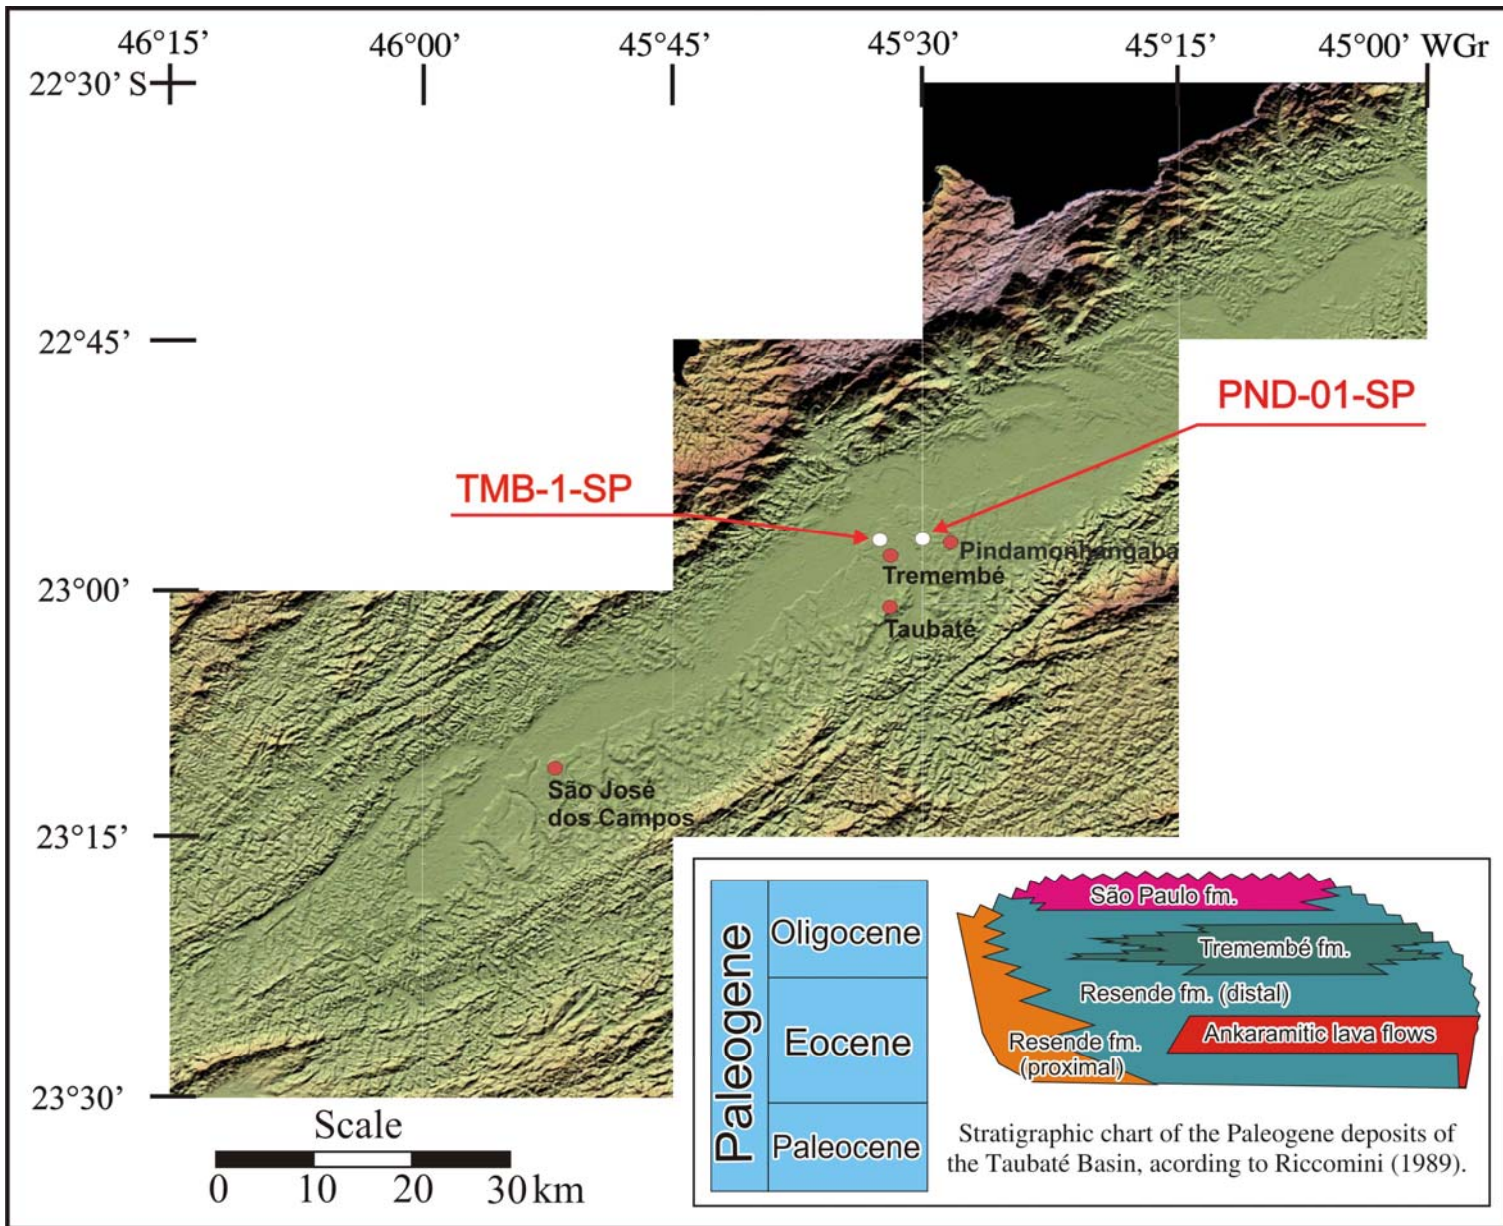 46°15’ 46°00’ 45°45’ 45°30’ 45°15’ 45°00’ WGr
22°30’ S
22°45’
PND-01-SP
TMB-1-SP
Pindamonhangaba
Tremembé
23°00’
Taubaté
São José
dos Campos
23°15’
23°30’
Scale
0 10 20 30 km
Paleogene
Oligocene
Eocene
Paleocene
São Paulo fm.
Tremembé fm.
Resende fm. (distal)
Ankaramitic lava flows
Resende fm.
(proximal)
Stratigraphic chart of the Paleogene deposits of
the Taubaté Basin, acording to Riccomini (1989).